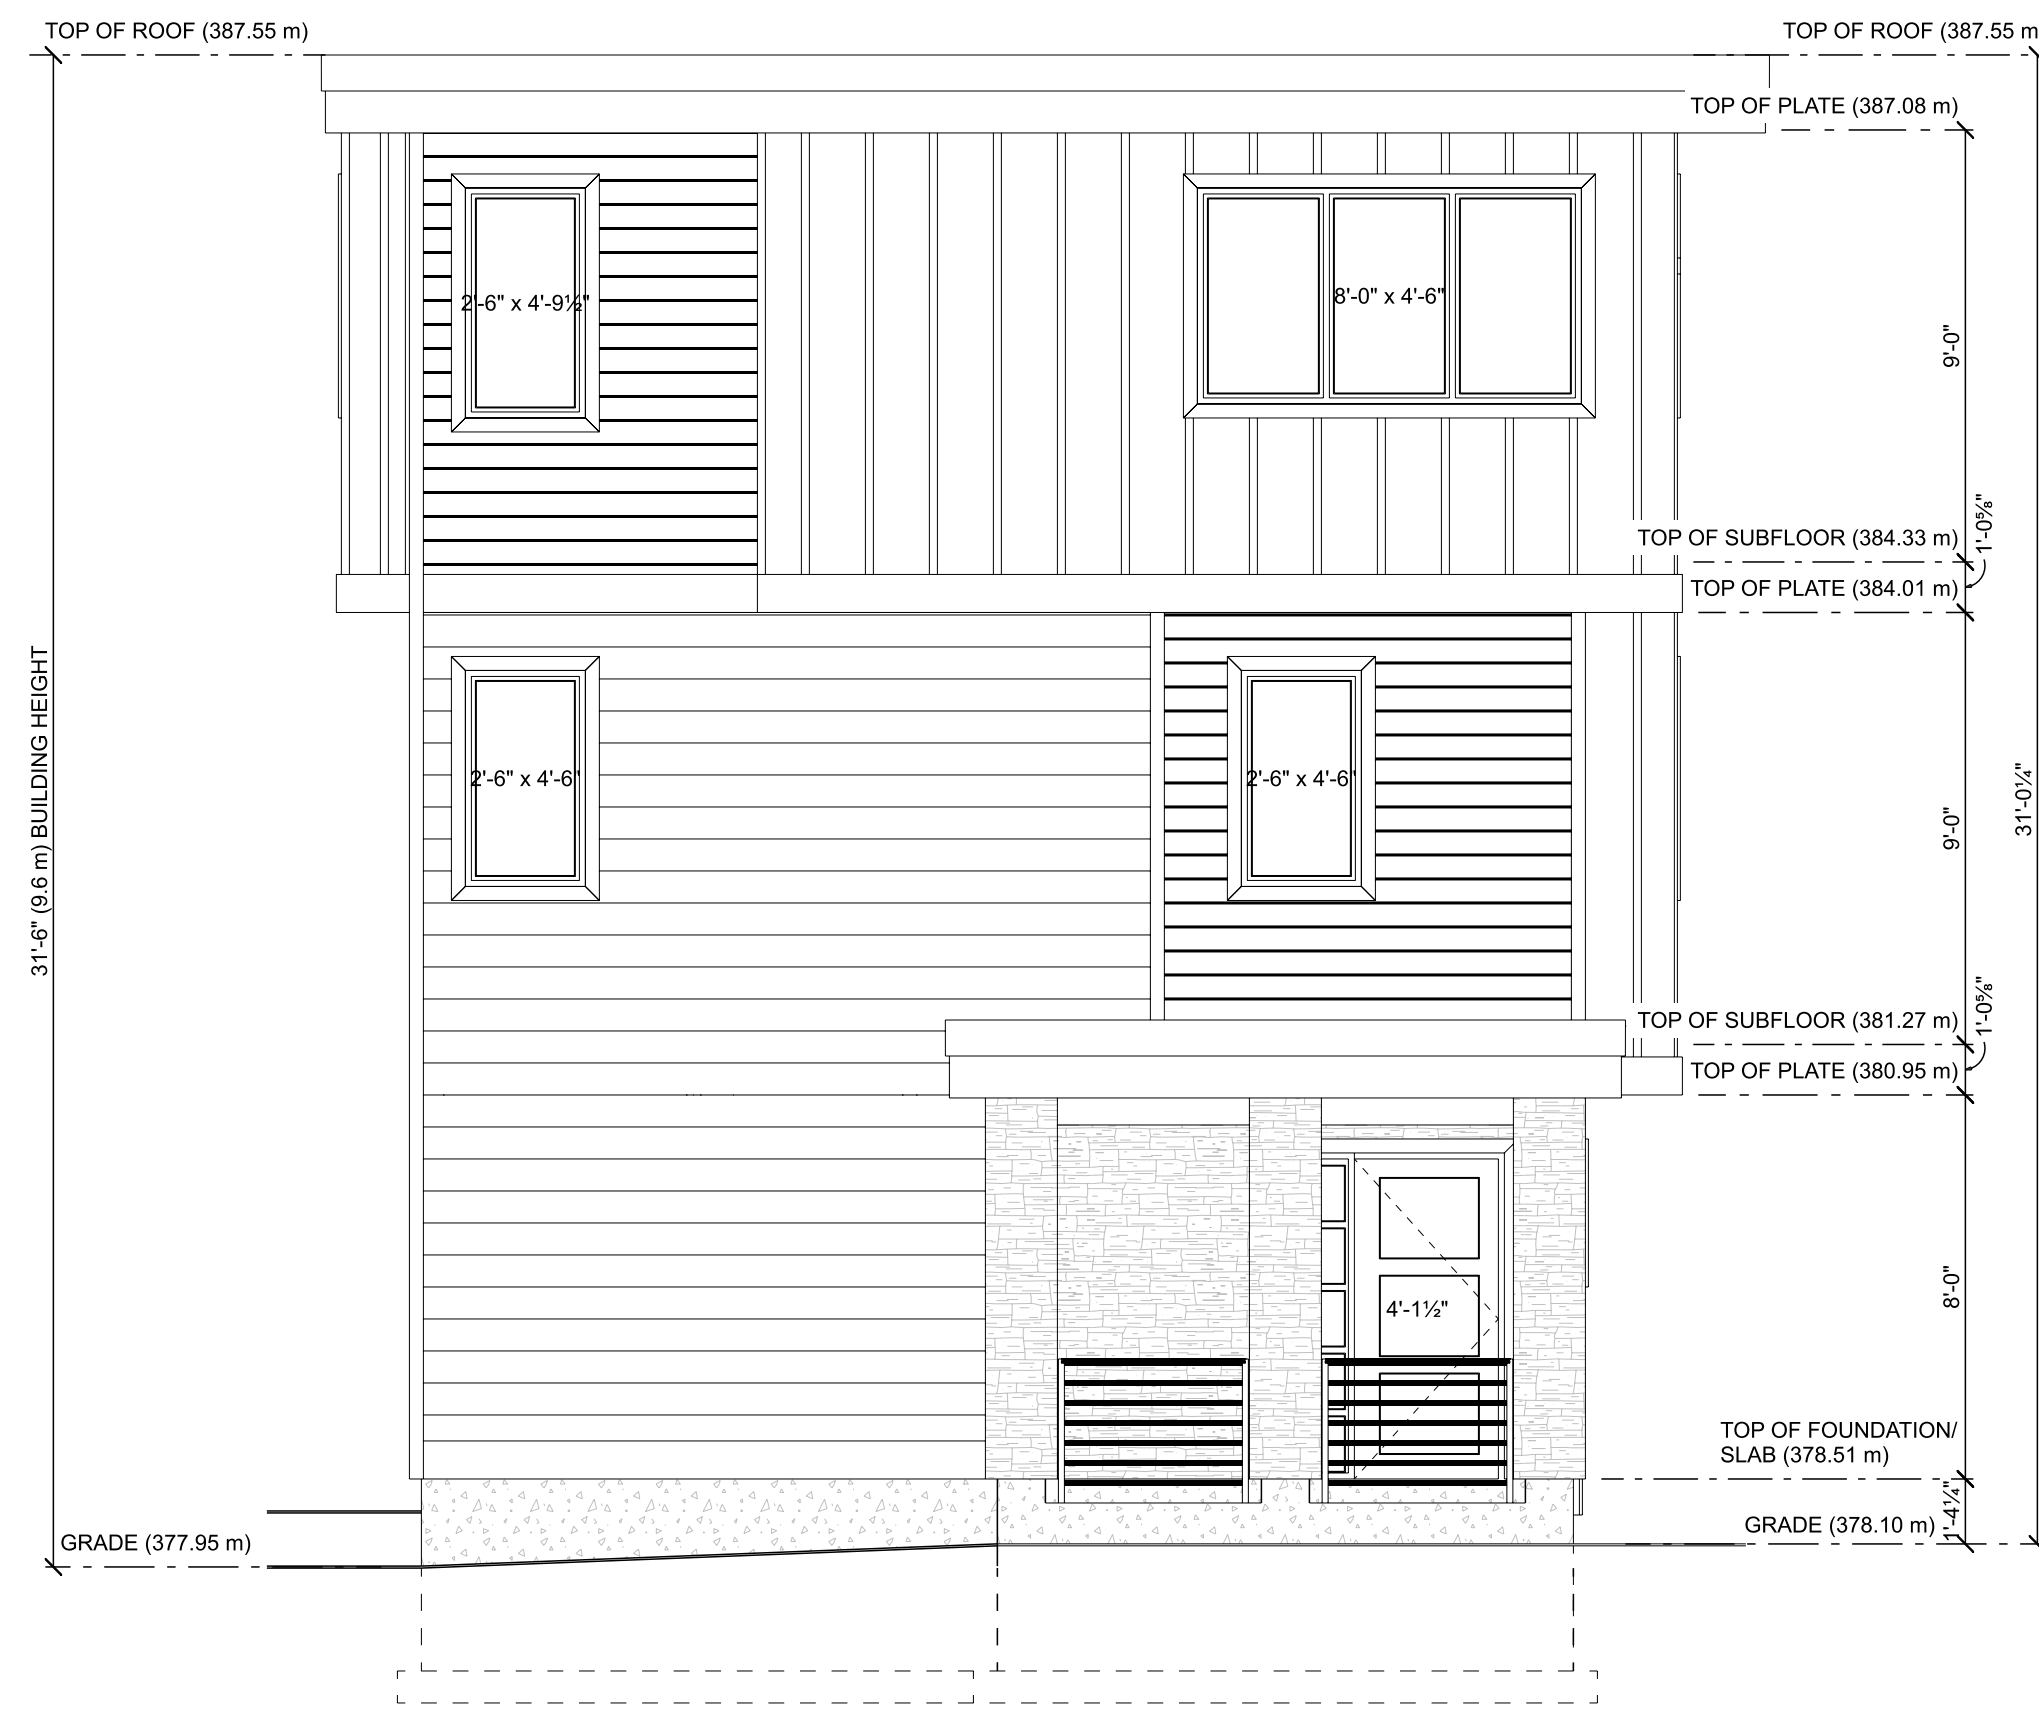 TOP OF ROOF (387.55 m)
TOP OF ROOF (387.55 m
TOP OF PLATE (387.08 m)
2'-6" x 4'-9½"
8'-0" x 4'-6"
9'-0"
1'-0⅝"
TOP OF SUBFLOOR (384.33 m)
TOP OF PLATE (384.01 m)
31'-6" (9.6 m) BUILDING HEIGHT
2'-6" x 4'-6"
2'-6" x 4'-6"
9'-0"
31'-0¼"
1'-0⅝"
TOP OF SUBFLOOR (381.27 m)
TOP OF PLATE (380.95 m)
8'-0"
4'-1½"
TOP OF FOUNDATION/
SLAB (378.51 m)
1'-4¼"
GRADE (378.10 m)
GRADE (377.95 m)